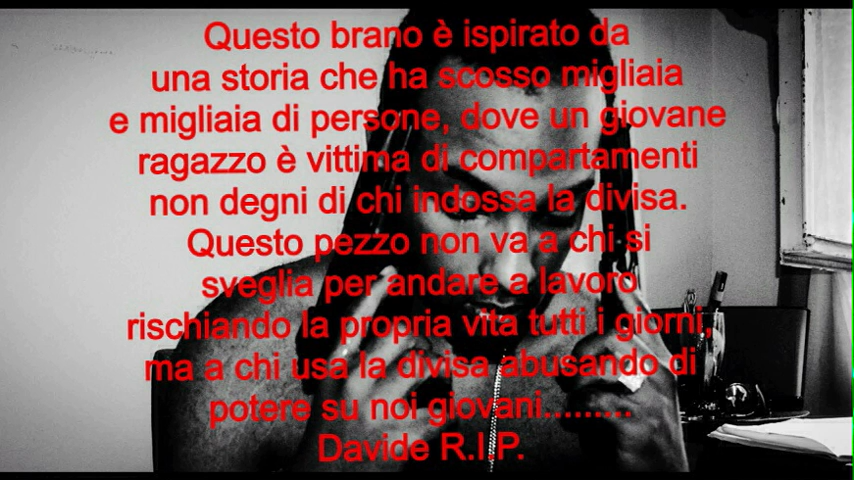 Questo brano è ispirato da
una storia che ha scosso migliaia
e migliaia di persone, dove un giovane
ragazzo è vittima di compartamenti
non degni di chi indossa la divisa.
Questo pezzo non va a chi si
sveglia per andare a lavoro
rischiando la propria vita tutti i giorni,
ma a chi usa la divisa abusando di
potere su noi giovani.........
Davide R.I.P.